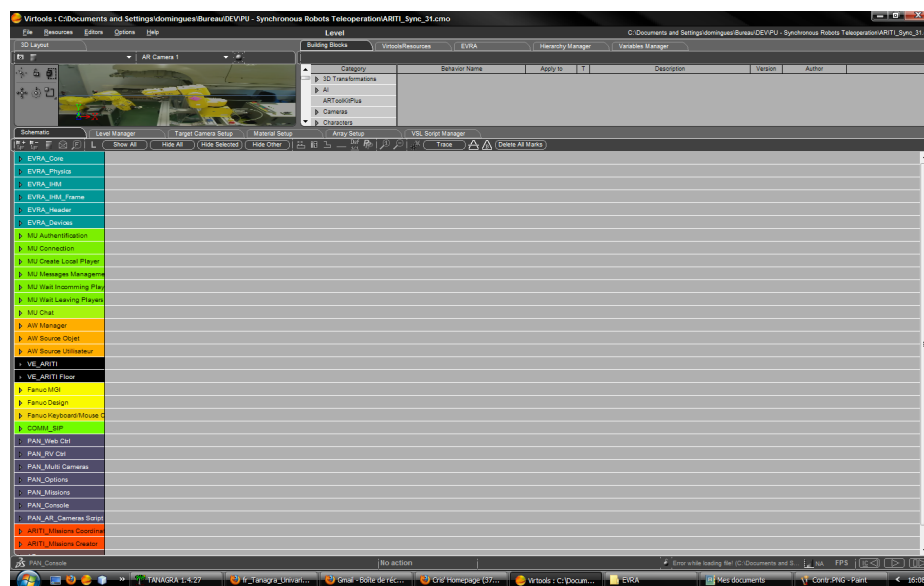 Virtools : C:\Documents and Settings\domingues\Bureau\DEV\PU - Synchronous Robots Teleoperation\ARITI_Sync_31.cmo
File Resources Editors Options Help Level C:\Documents and Settings\domingues\Bureau\DEV\PU - Synchronous Robots Teleoperation\ARITI_Sync_31.
3D Layout Building Blocks VirtoolsResources EVRA Hierarchy Manager Variables Manager
AR Camera 1
Category Behavior Name Apply to T Description Version Author
3D Transformations
AI
ARToolKitPlus
Cameras
Characters
Schematic Level Manager Target Camera Setup Material Setup Array Setup VSL Script Manager
Show All Hide All Hide Selected Hide Other Trace Delete All Marks
EVRA_Core
EVRA_Physics
EVRA_IHM
EVRA_IHM_Frame
EVRA_Header
EVRA_Devices
MU Authentification
MU Connection
MU Create Local Player
MU Messages Manageme
MU Wait Incomming Play
MU Wait Leaving Players
MU Chat
AW Manager
AW Source Objet
AW Source Utilisateur
VE_ARITI
VE_ARITI Floor
Fanuc MGI
Fanuc Design
Fanuc Keyboard/Mouse C
COMM_SIP
PAN_Web Ctrl
PAN_RV Ctrl
PAN_Multi Cameras
PAN_Options
PAN_Missions
PAN_Console
PAN_AR_Cameras Script
ARITI_Missions Coordinat
ARITI_Missions Creator
PAN_Console No action Error while loading file! (C:\Documents and S... NA FPS
TANAGRA 1.4.27 fr_Tanagra_Univari... Gmail - Boîte de réc... Cris' Homepage (37... Virtools : C:\Docum... EVRA Mes documents Contr.PNG - Paint